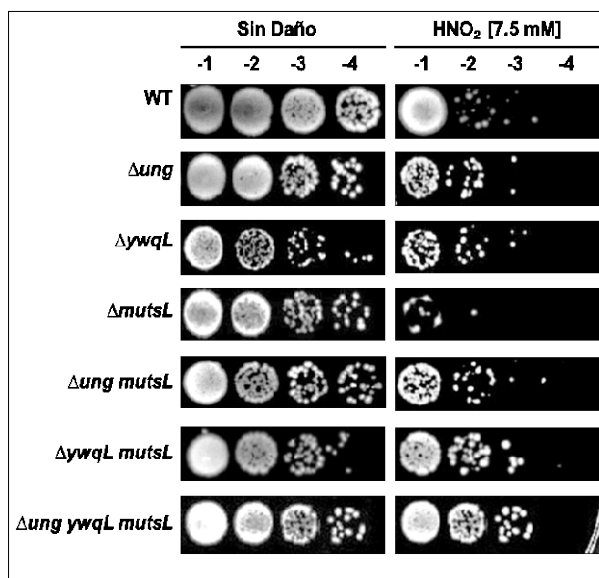 Sin Daño HNO₂ [7.5 mM]
-1 -2 -3 -4 -1 -2 -3 -4
WT
Δung
ΔywqL
ΔmutsL
Δung mutsL
ΔywqL mutsL
Δung ywqL mutsL